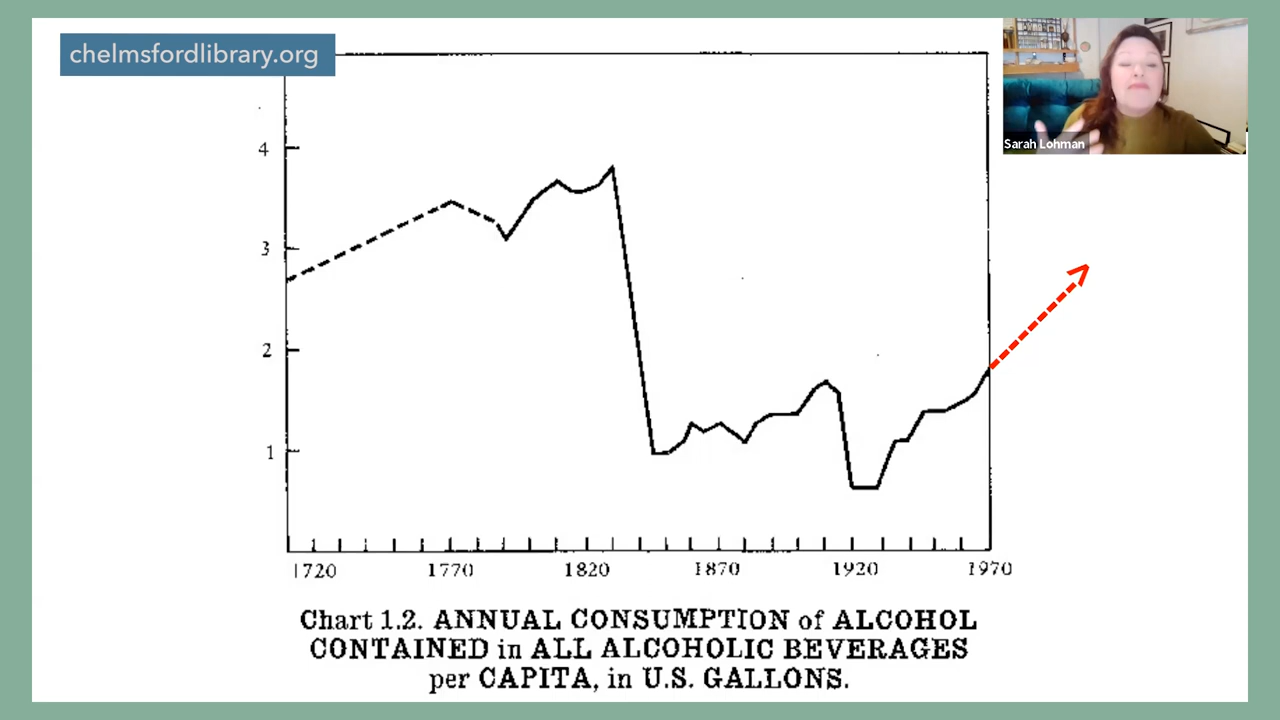 chelmsfordlibrary.org
Sarah Lohman
4
3
2
1
1720 1770 1820 1870 1920 1970
Chart 1.2. ANNUAL CONSUMPTION of ALCOHOL
CONTAINED in ALL ALCOHOLIC BEVERAGES
per CAPITA, in U.S. GALLONS.